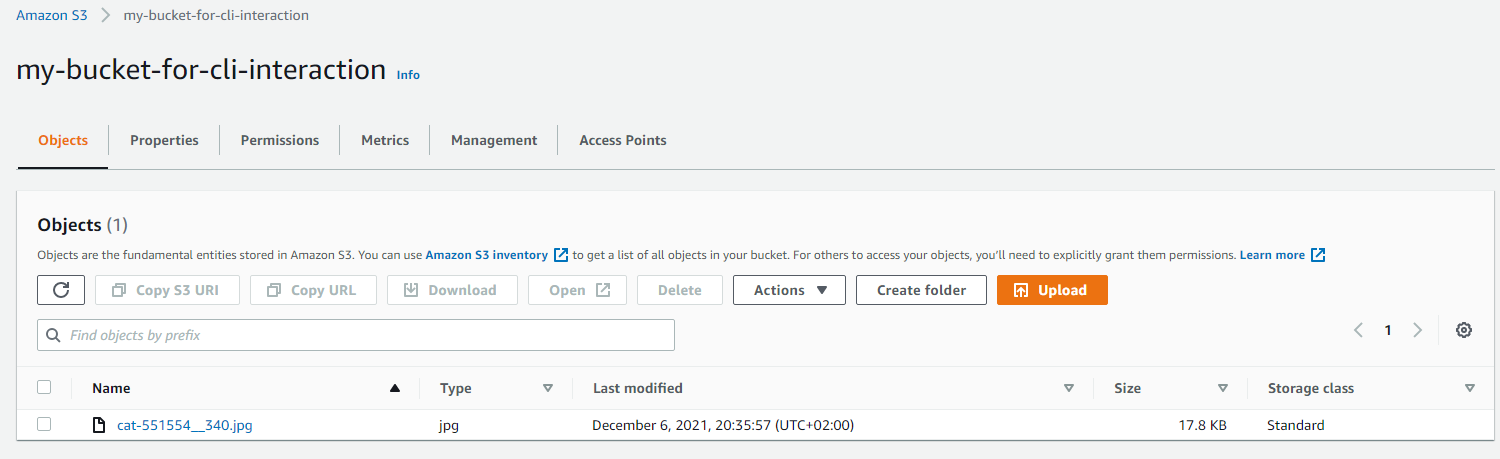 Amazon S3 > my-bucket-for-cli-interaction
my-bucket-for-cli-interaction Info
Objects Properties Permissions Metrics Management Access Points
Objects (1)
Objects are the fundamental entities stored in Amazon S3. You can use Amazon S3 inventory to get a list of all objects in your bucket. For others to access your objects, you'll need to explicitly grant them permissions. Learn more
Copy S3 URI Copy URL Download Open Delete Actions Create folder Upload
Find objects by prefix
1
Name Type Last modified Size Storage class
cat-551554__340.jpg jpg December 6, 2021, 20:35:57 (UTC+02:00) 17.8 KB Standard